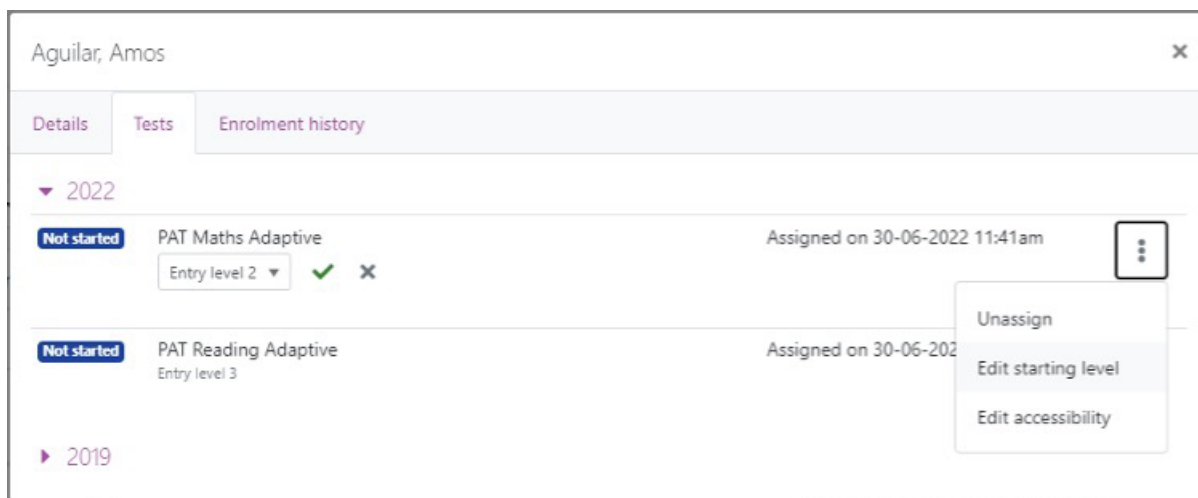 Aguilar, Amos
Details Tests Enrolment history
2022
Not started PAT Maths Adaptive Assigned on 30-06-2022 11:41am
Entry level 2
Unassign
Not started PAT Reading Adaptive Assigned on 30-06-202
Entry level 3
Edit starting level
Edit accessibility
2019